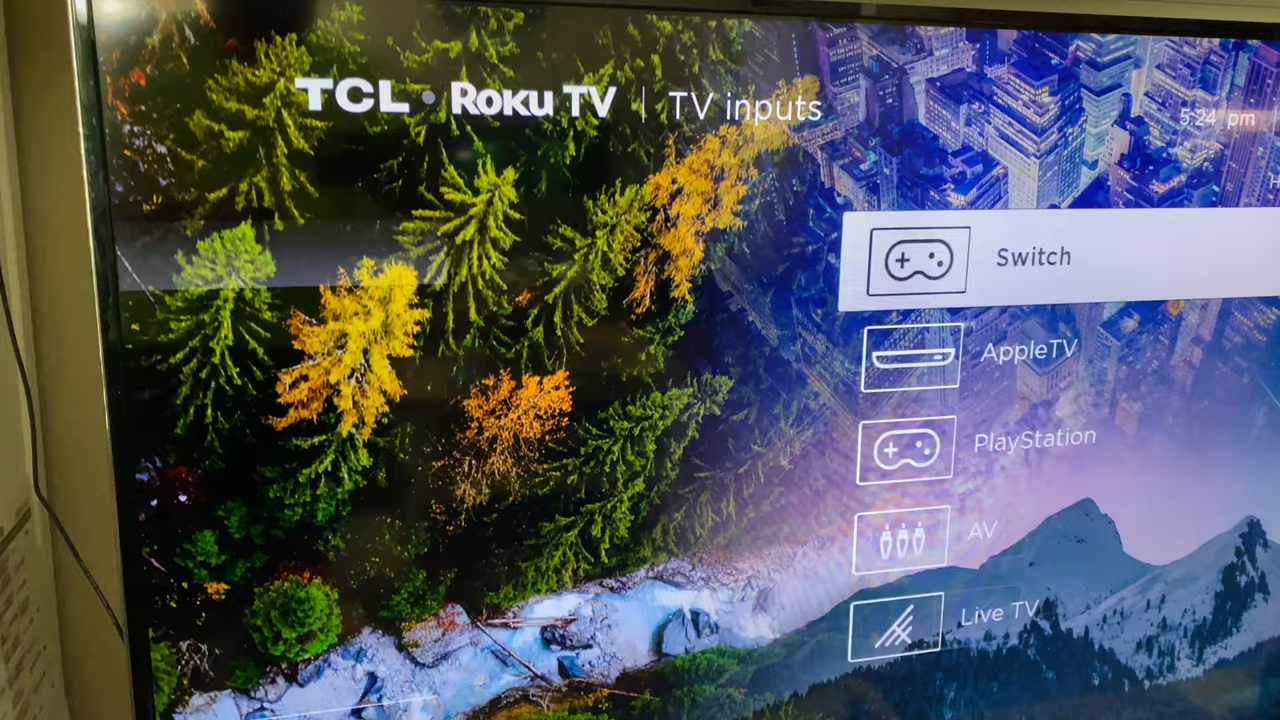 TCL • Roku TV | TV inputs
5:24 pm
Switch
AppleTV
PlayStation
AV
Live TV